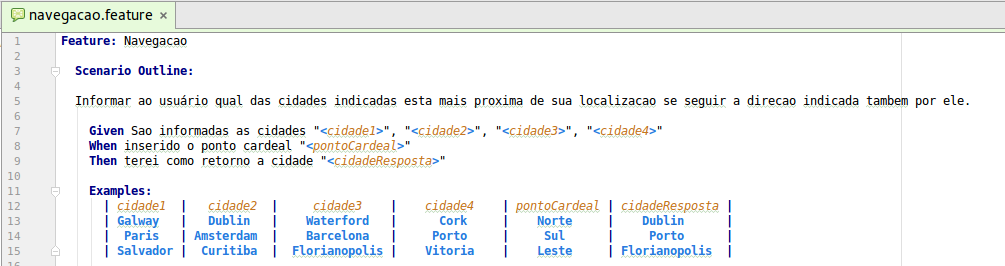 navegacao.feature ×
1 Feature: Navegacao
2
3 Scenario Outline:
4
5 Informar ao usuário qual das cidades indicadas esta mais proxima de sua localizacao se seguir a direcao indicada tambem por ele.
6
7 Given Sao informadas as cidades "<cidade1>", "<cidade2>", "<cidade3>", "<cidade4>"
8 When inserido o ponto cardeal "<pontoCardeal>"
9 Then terei como retorno a cidade "<cidadeResposta>"
10
11 Examples:
12 | cidade1 | cidade2 | cidade3 | cidade4 | pontoCardeal | cidadeResposta |
13 | Galway | Dublin | Waterford | Cork | Norte | Dublin |
14 | Paris | Amsterdam | Barcelona | Porto | Sul | Porto |
15 | Salvador | Curitiba | Florianopolis | Vitoria | Leste | Florianopolis |
16